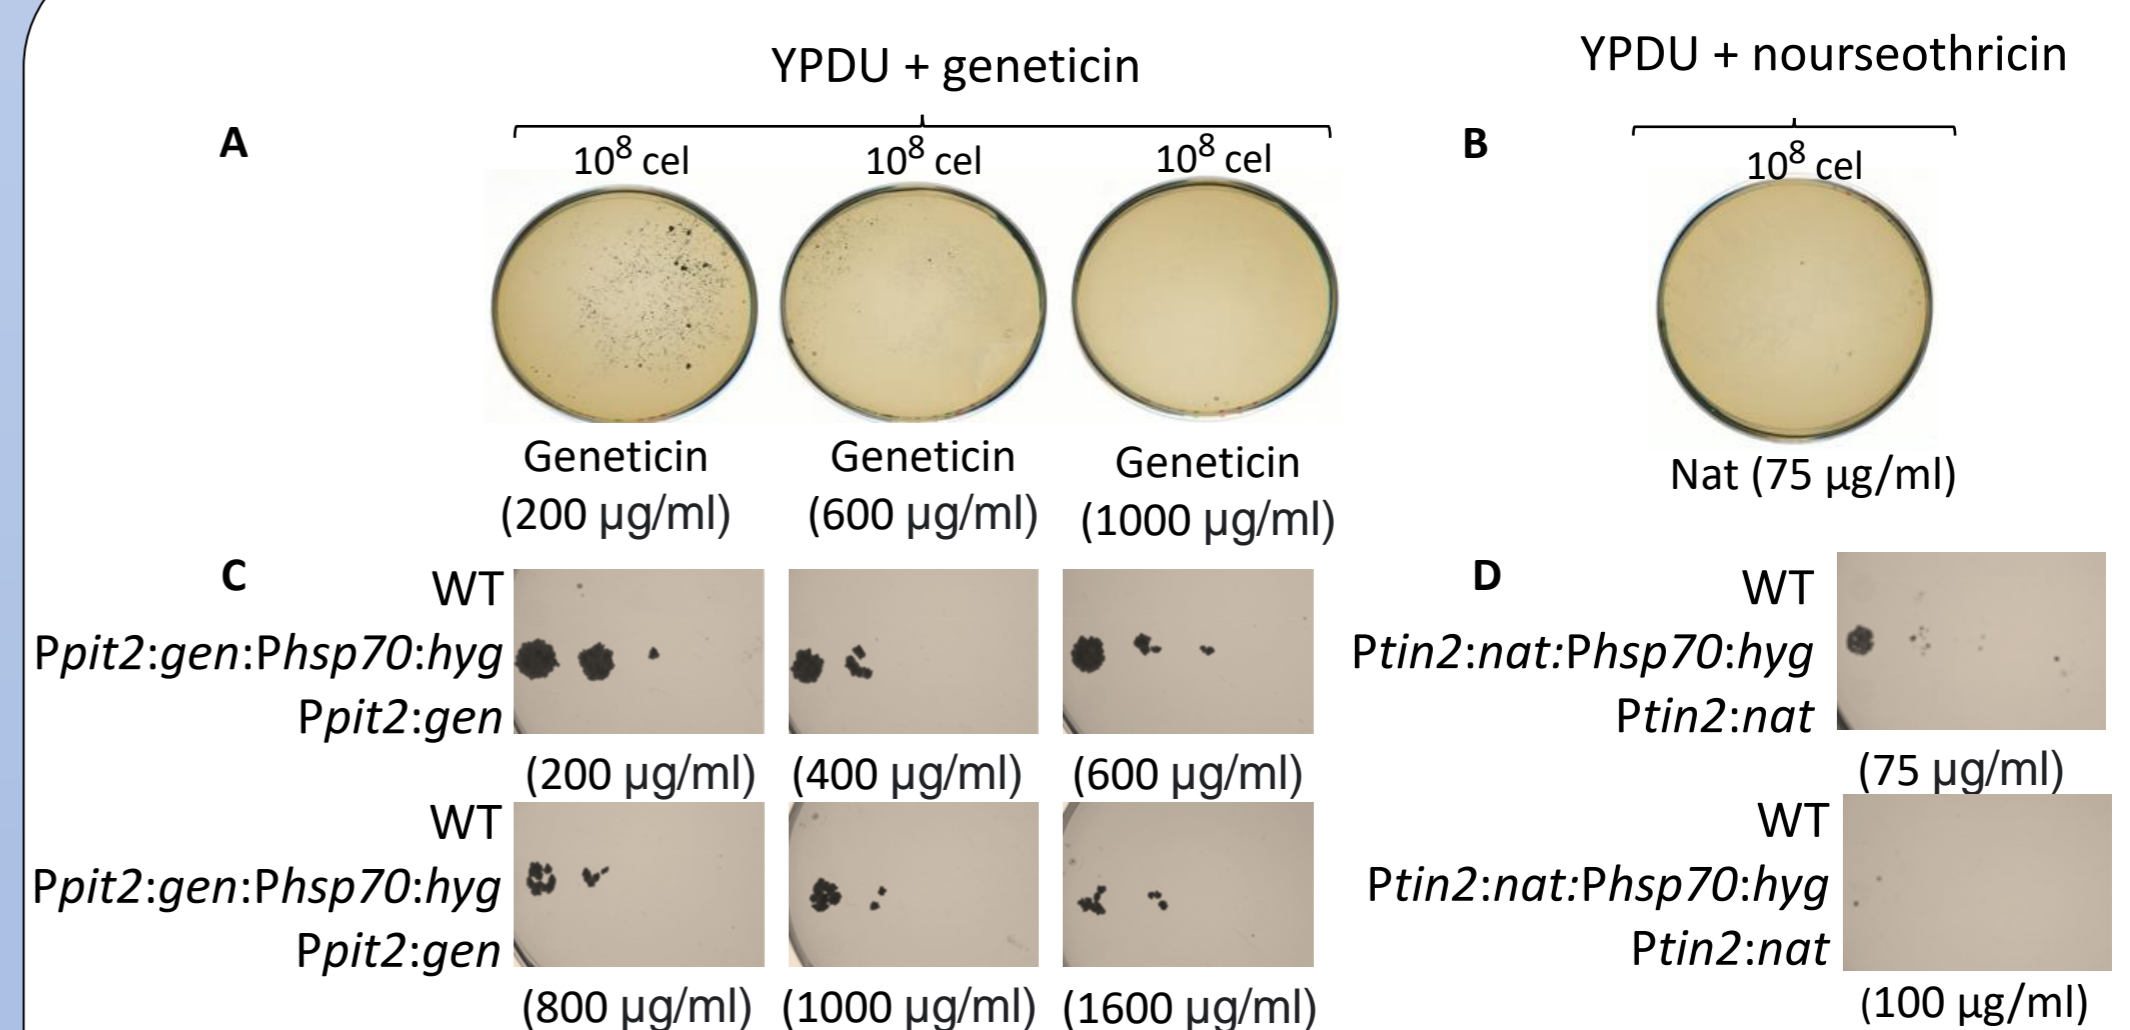 YPDU + geneticin
YPDU + nourseothricin
A
10⁸ cel
10⁸ cel
10⁸ cel
B
10⁸ cel
Geneticin
(200 µg/ml)
Geneticin
(600 µg/ml)
Geneticin
(1000 µg/ml)
Nat (75 µg/ml)
C
WT
Ppit2:gen:Phsp70:hyg
Ppit2:gen
(200 µg/ml)
(400 µg/ml)
(600 µg/ml)
WT
Ppit2:gen:Phsp70:hyg
Ppit2:gen
(800 µg/ml)
(1000 µg/ml)
(1600 µg/ml)
D
WT
Ptin2:nat:Phsp70:hyg
Ptin2:nat
(75 µg/ml)
WT
Ptin2:nat:Phsp70:hyg
Ptin2:nat
(100 µg/ml)